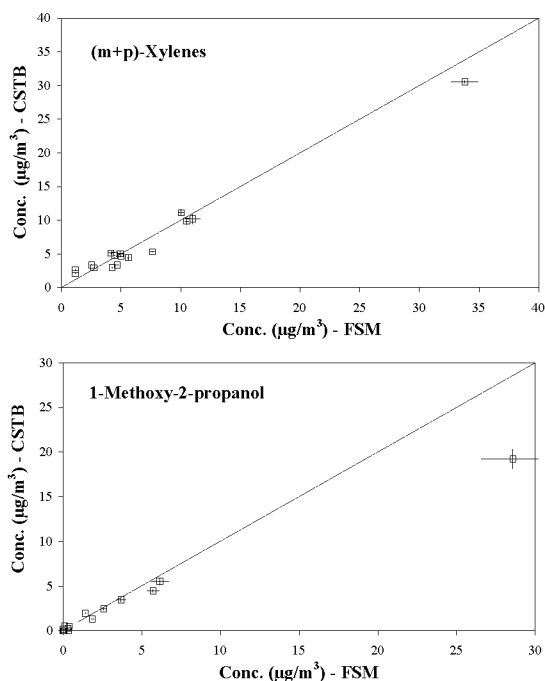 40
(m+p)-Xylenes
35
30
25
20
15
10
5
0
Conc. (µg/m³) - CSTB
0 5 10 15 20 25 30 35 40
Conc. (µg/m³) - FSM
30
1-Methoxy-2-propanol
25
20
15
10
5
0
Conc. (µg/m³) - CSTB
0 5 10 15 20 25 30
Conc. (µg/m³) - FSM